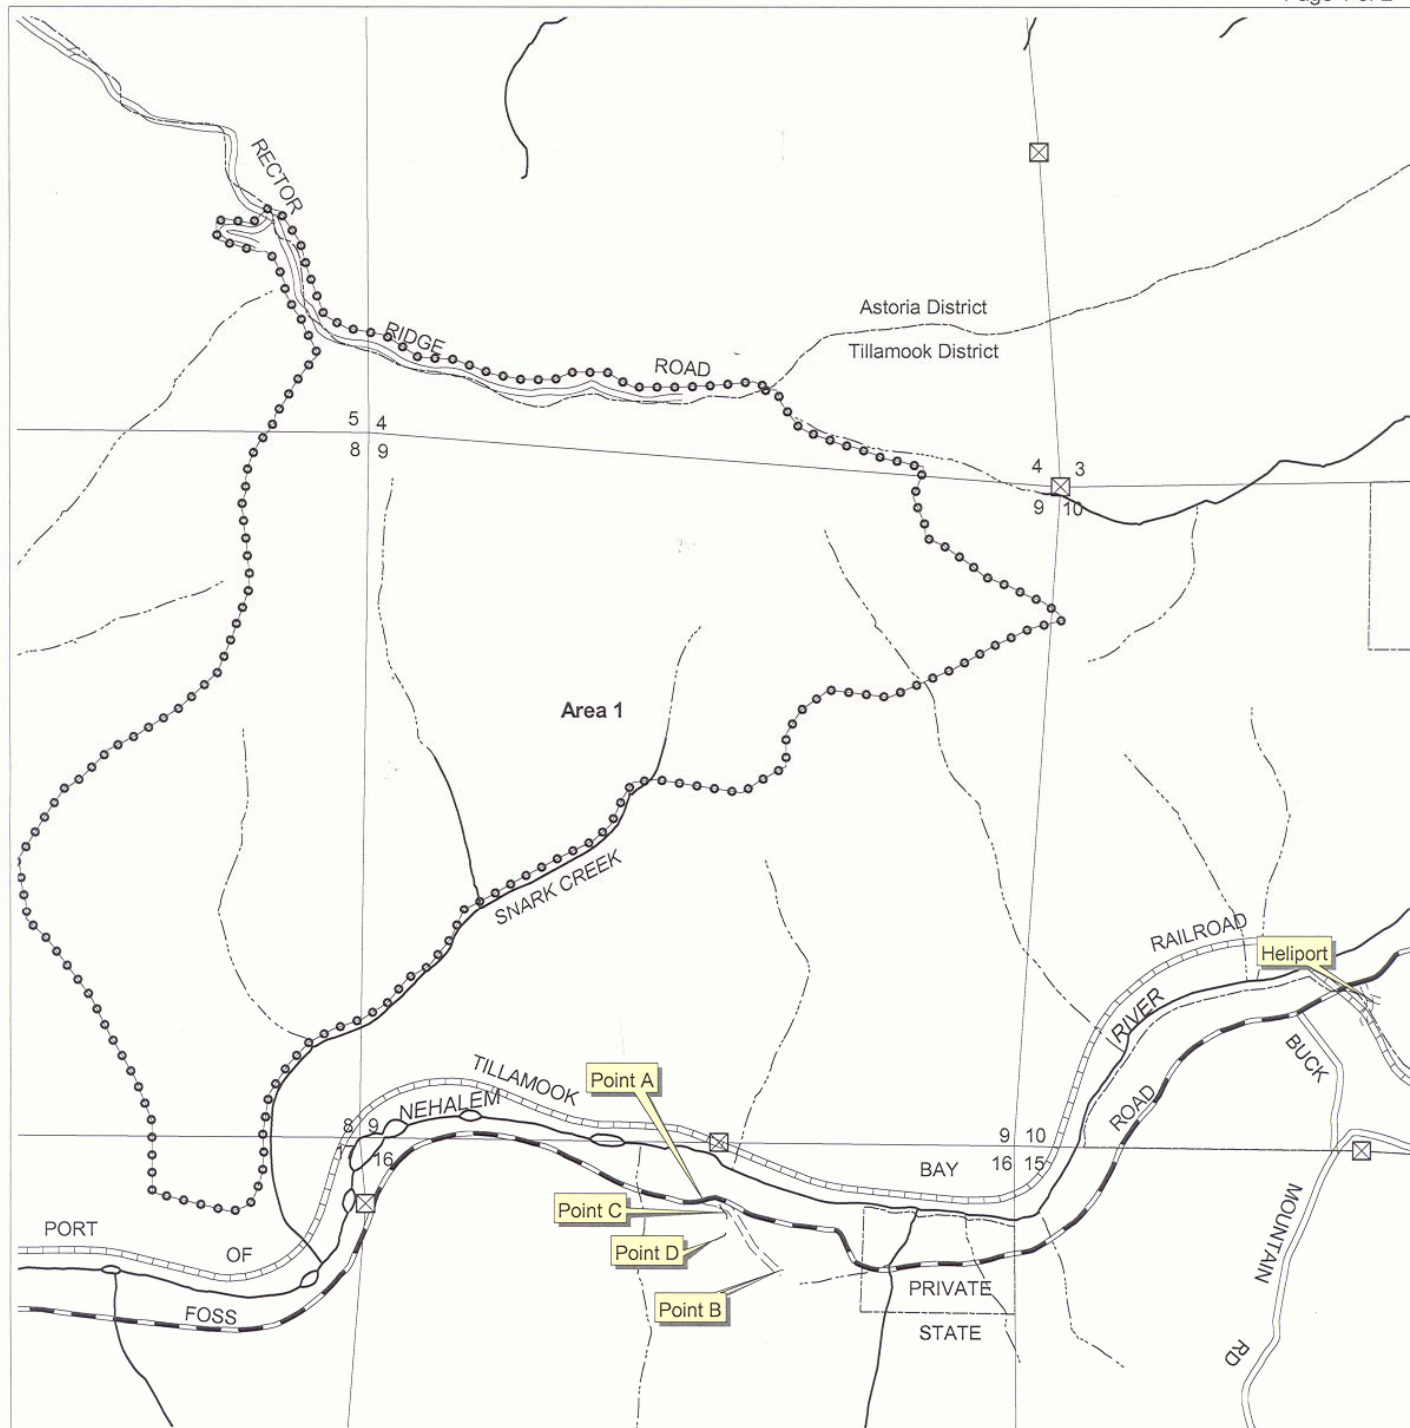 RECTOR
Astoria District
RIDGE
Tillamook District
ROAD
5 4
8 9
4 3
9 10
Area 1
SNARK CREEK
RAILROAD
Heliport
RIVER
BUCK
TILLAMOOK
Point A
NEHALEM
ROAD
8 9
16
9 10
16 15
BAY
Point C
MOUNTAIN
PORT
OF
Point D
PRIVATE
Point B
FOSS
STATE
RD